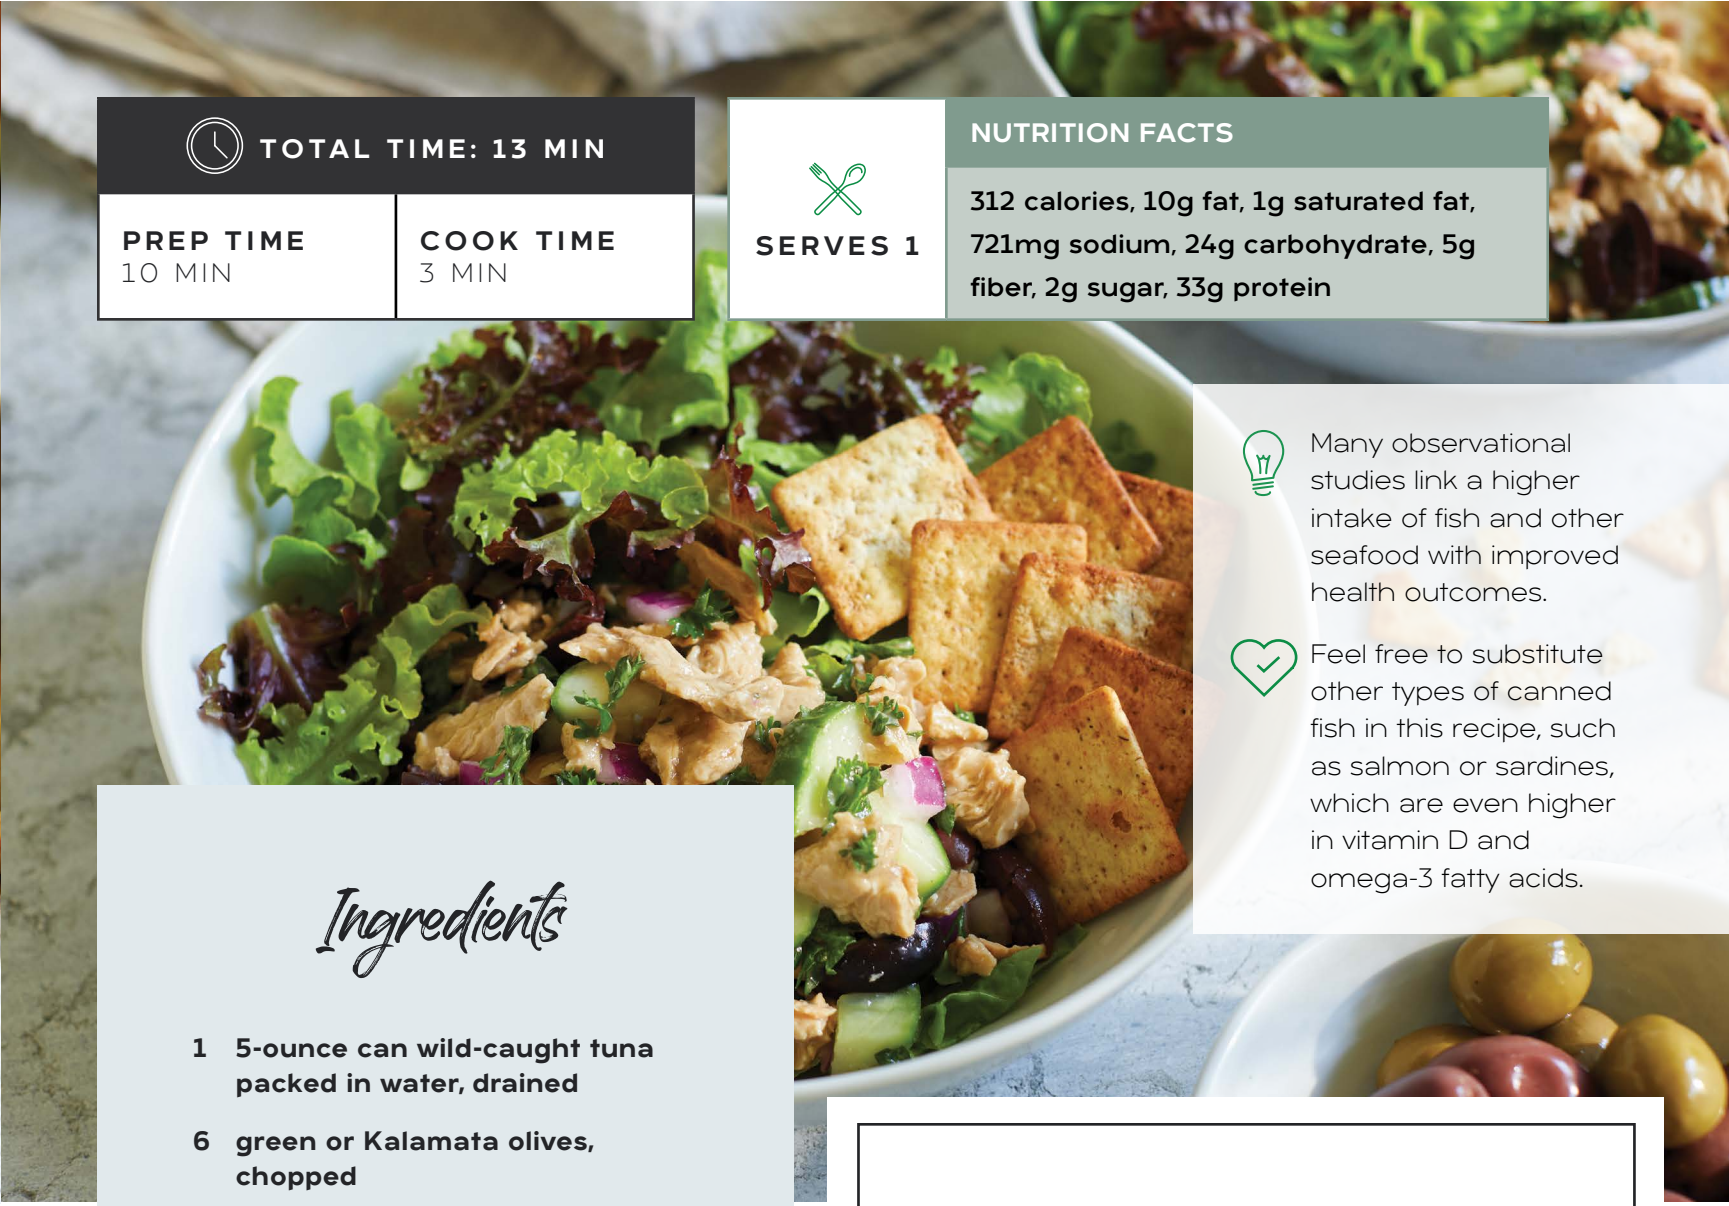 TOTAL TIME: 13 MIN
PREP TIME
10 MIN
COOK TIME
3 MIN
SERVES 1
NUTRITION FACTS
312 calories, 10g fat, 1g saturated fat,
721mg sodium, 24g carbohydrate, 5g
fiber, 2g sugar, 33g protein
Many observational
studies link a higher
intake of fish and other
seafood with improved
health outcomes.
Feel free to substitute
other types of canned
fish in this recipe, such
as salmon or sardines,
which are even higher
in vitamin D and
omega-3 fatty acids.
Ingredients
1 5-ounce can wild-caught tuna
packed in water, drained
6 green or Kalamata olives,
chopped